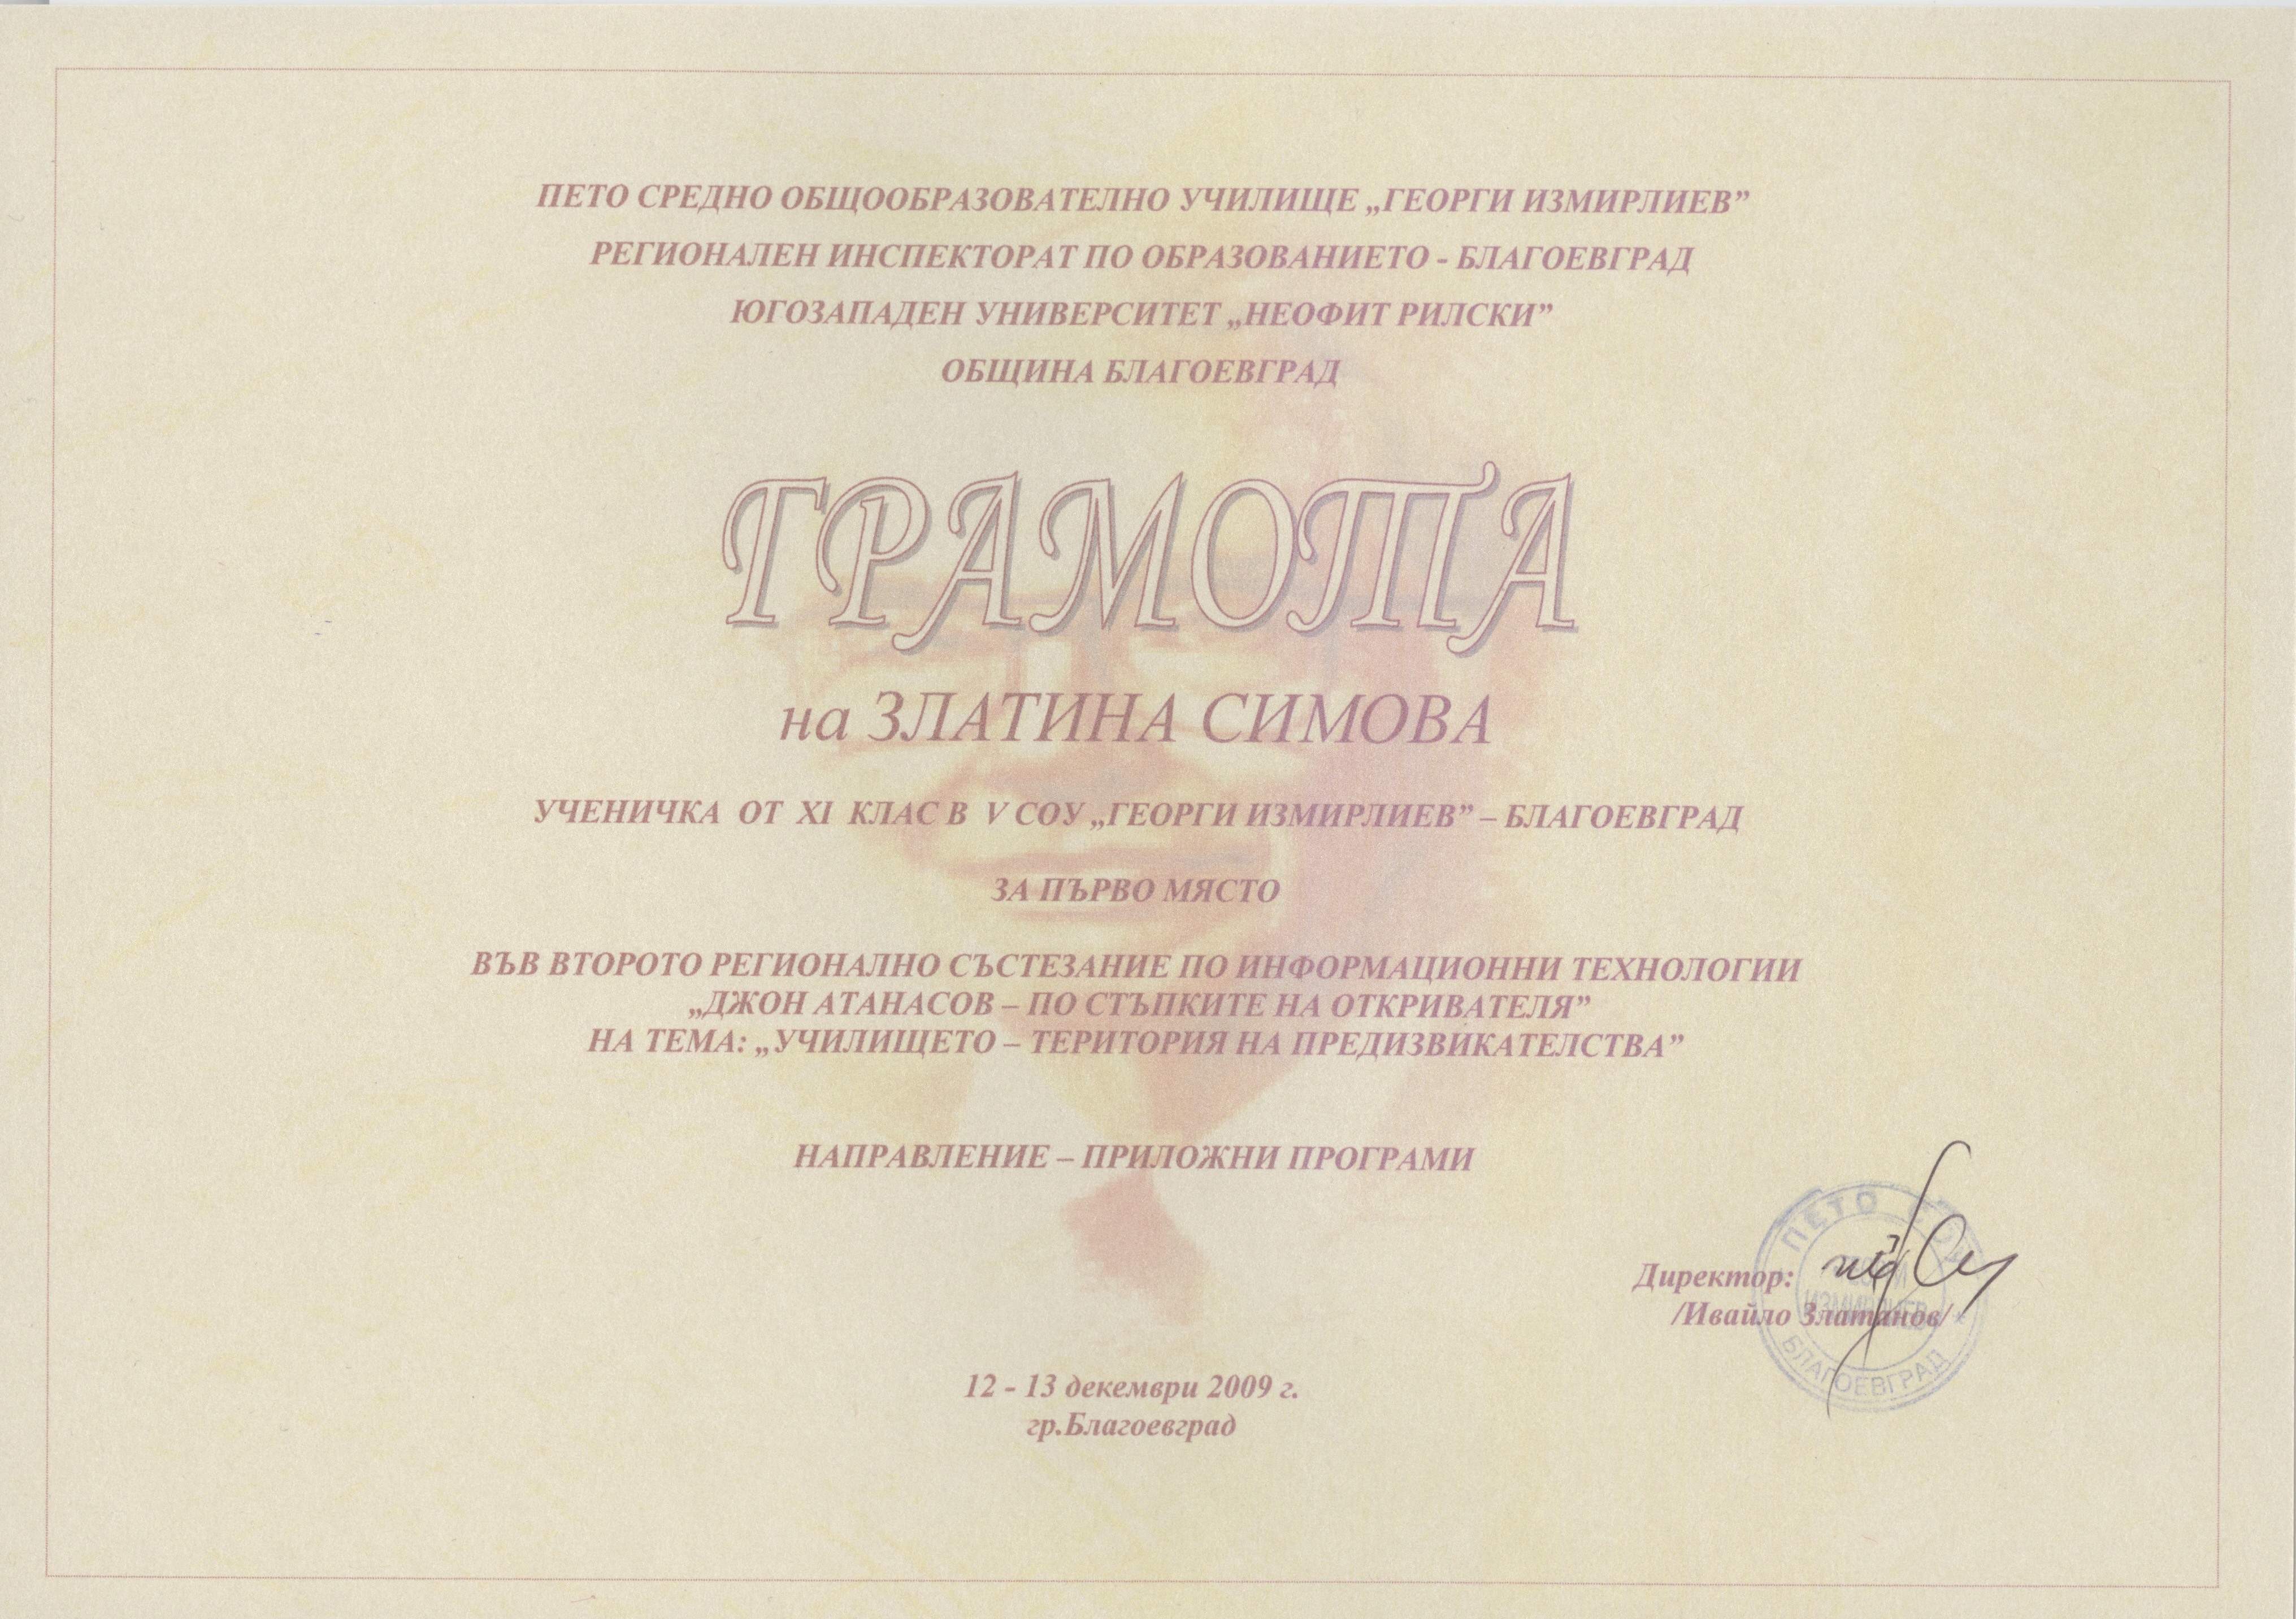 ПЕТО СРЕДНО ОБЩООБРАЗОВАТЕЛНО УЧИЛИЩЕ „ГЕОРГИ ИЗМИРЛИЕВ”
РЕГИОНАЛЕН ИНСПЕКТОРАТ ПО ОБРАЗОВАНИЕТО - БЛАГОЕВГРАД
ЮГОЗАПАДЕН УНИВЕРСИТЕТ „НЕОФИТ РИЛСКИ”
ОБЩИНА БЛАГОЕВГРАД
ГРАМОТА
на ЗЛАТИНА СИМОВА
УЧЕНИЧКА ОТ XI КЛАС В V СОУ „ГЕОРГИ ИЗМИРЛИЕВ” – БЛАГОЕВГРАД
ЗА ПЪРВО МЯСТО
ВЪВ ВТОРОТО РЕГИОНАЛНО СЪСТЕЗАНИЕ ПО ИНФОРМАЦИОННИ ТЕХНОЛОГИИ
„ДЖОН АТАНАСОВ – ПО СТЪПКИТЕ НА ОТКРИВАТЕЛЯ”
НА ТЕМА: „УЧИЛИЩЕТО – ТЕРИТОРИЯ НА ПРЕДИЗВИКАТЕЛСТВА”
НАПРАВЛЕНИЕ – ПРИЛОЖНИ ПРОГРАМИ
Директор:
/Ивайло Златанов/
ПЕТО
ИЗМИРЛИЕВ
БЛАГОЕВГРАД
12 - 13 декември 2009 г.
гр.Благоевград